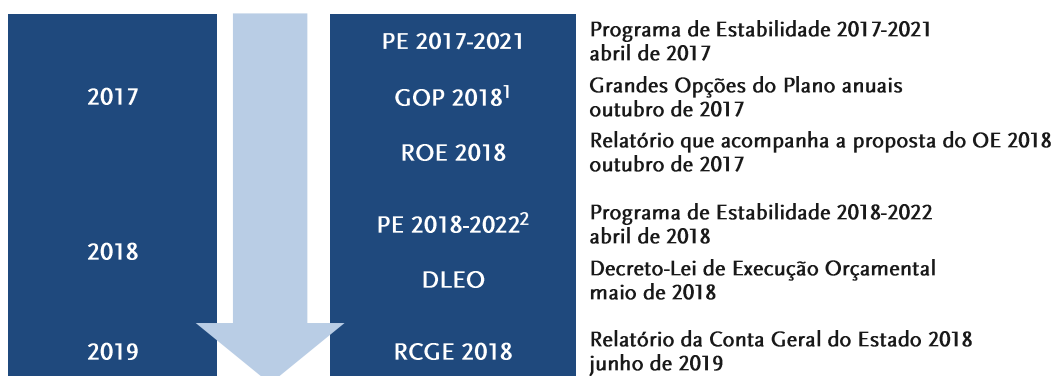 2017
PE 2017-2021
Programa de Estabilidade 2017-2021
abril de 2017
GOP 2018¹
Grandes Opções do Plano anuais
outubro de 2017
ROE 2018
Relatório que acompanha a proposta do OE 2018
outubro de 2017
2018
PE 2018-2022²
Programa de Estabilidade 2018-2022
abril de 2018
DLEO
Decreto-Lei de Execução Orçamental
maio de 2018
2019
RCGE 2018
Relatório da Conta Geral do Estado 2018
junho de 2019